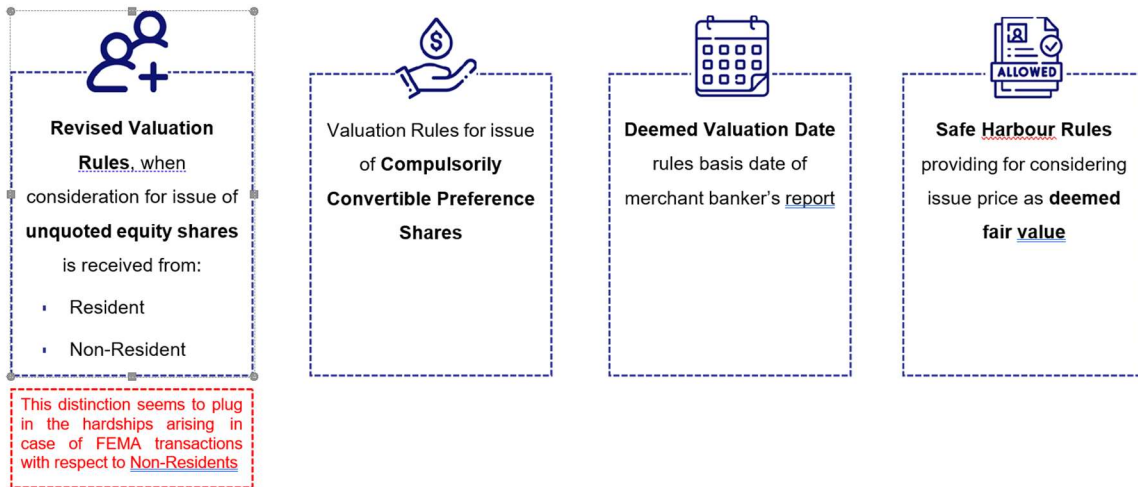 Revised Valuation
Rules, when
consideration for issue of
unquoted equity shares
is received from:
Resident
Non-Resident
This distinction seems to plug
in the hardships arising in
case of FEMA transactions
with respect to Non-Residents
$
Valuation Rules for issue
of Compulsorily
Convertible Preference
Shares
Deemed Valuation Date
rules basis date of
merchant banker’s report
ALLOWED
Safe Harbour Rules
providing for considering
issue price as deemed
fair value